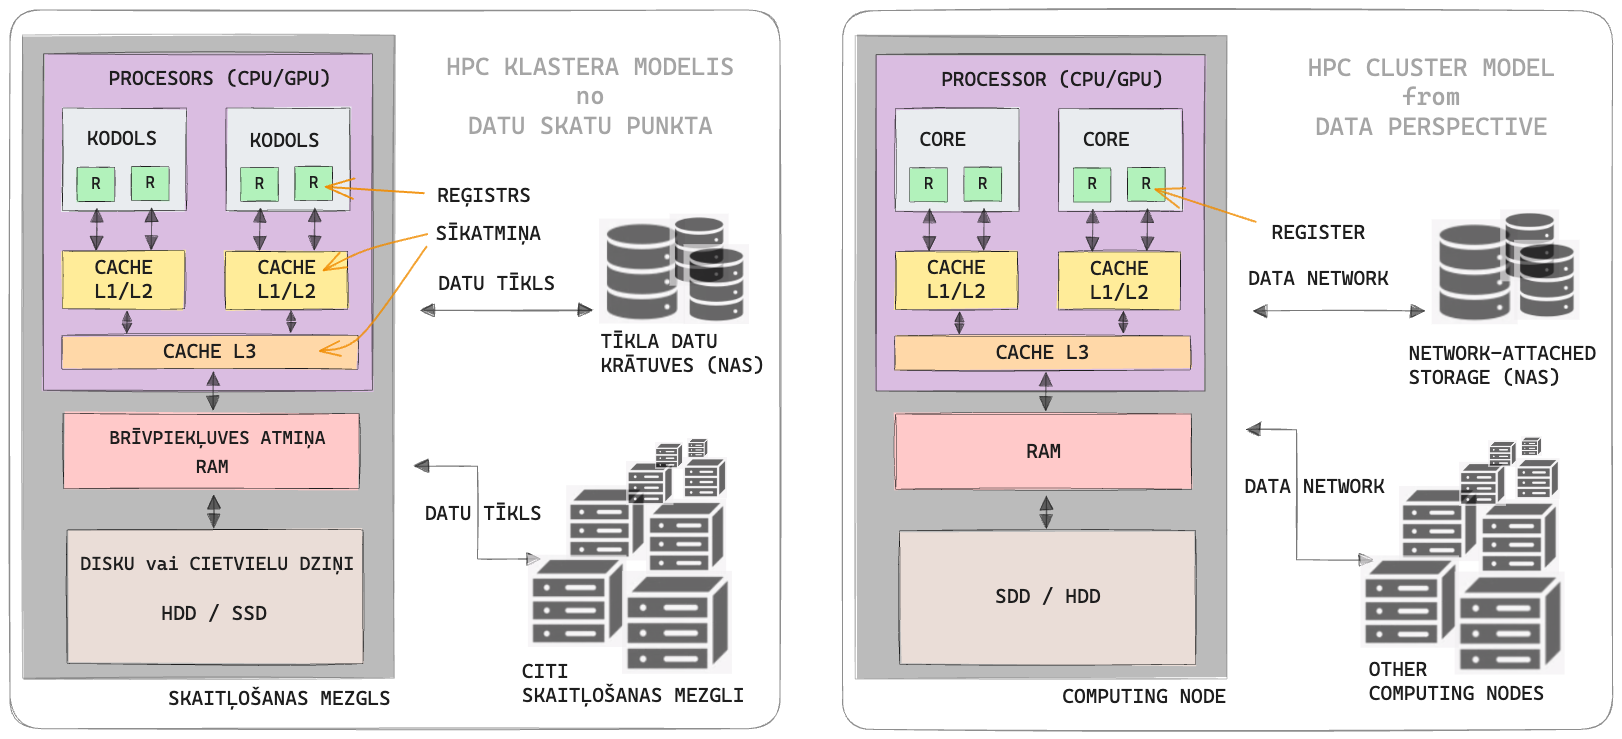 PROCESORS (CPU/GPU)
KODOLS
KODOLS
R
R
R
R
CACHE
L1/L2
CACHE
L1/L2
CACHE L3
BRĪVPIEKĻUVES ATMIŅA
RAM
DISKU vai CIETVIELU DZIŅI
HDD / SSD
SKAITĻOŠANAS MEZGLS
HPC KLASTERA MODELIS
no
DATU SKATU PUNKTA
REĢISTRS
SĪKATMIŅA
DATU TĪKLS
TĪKLA DATU
KRĀTUVES (NAS)
DATU TĪKLS
CITI
SKAITĻOŠANAS MEZGLI
PROCESSOR (CPU/GPU)
CORE
CORE
R
R
R
R
CACHE
L1/L2
CACHE
L1/L2
CACHE L3
RAM
SDD / HDD
COMPUTING NODE
HPC CLUSTER MODEL
from
DATA PERSPECTIVE
REGISTER
DATA NETWORK
NETWORK-ATTACHED
STORAGE (NAS)
DATA NETWORK
OTHER
COMPUTING NODES